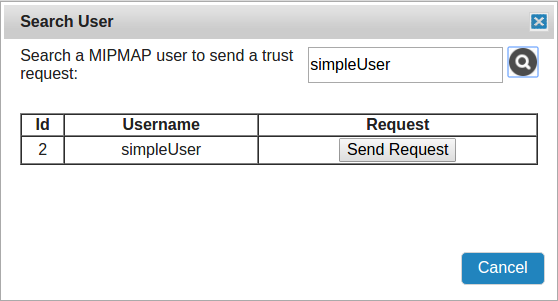 Search User
Search a MIPMAP user to send a trust
request:
simpleUser
Id Username Request
2 simpleUser Send Request
Cancel